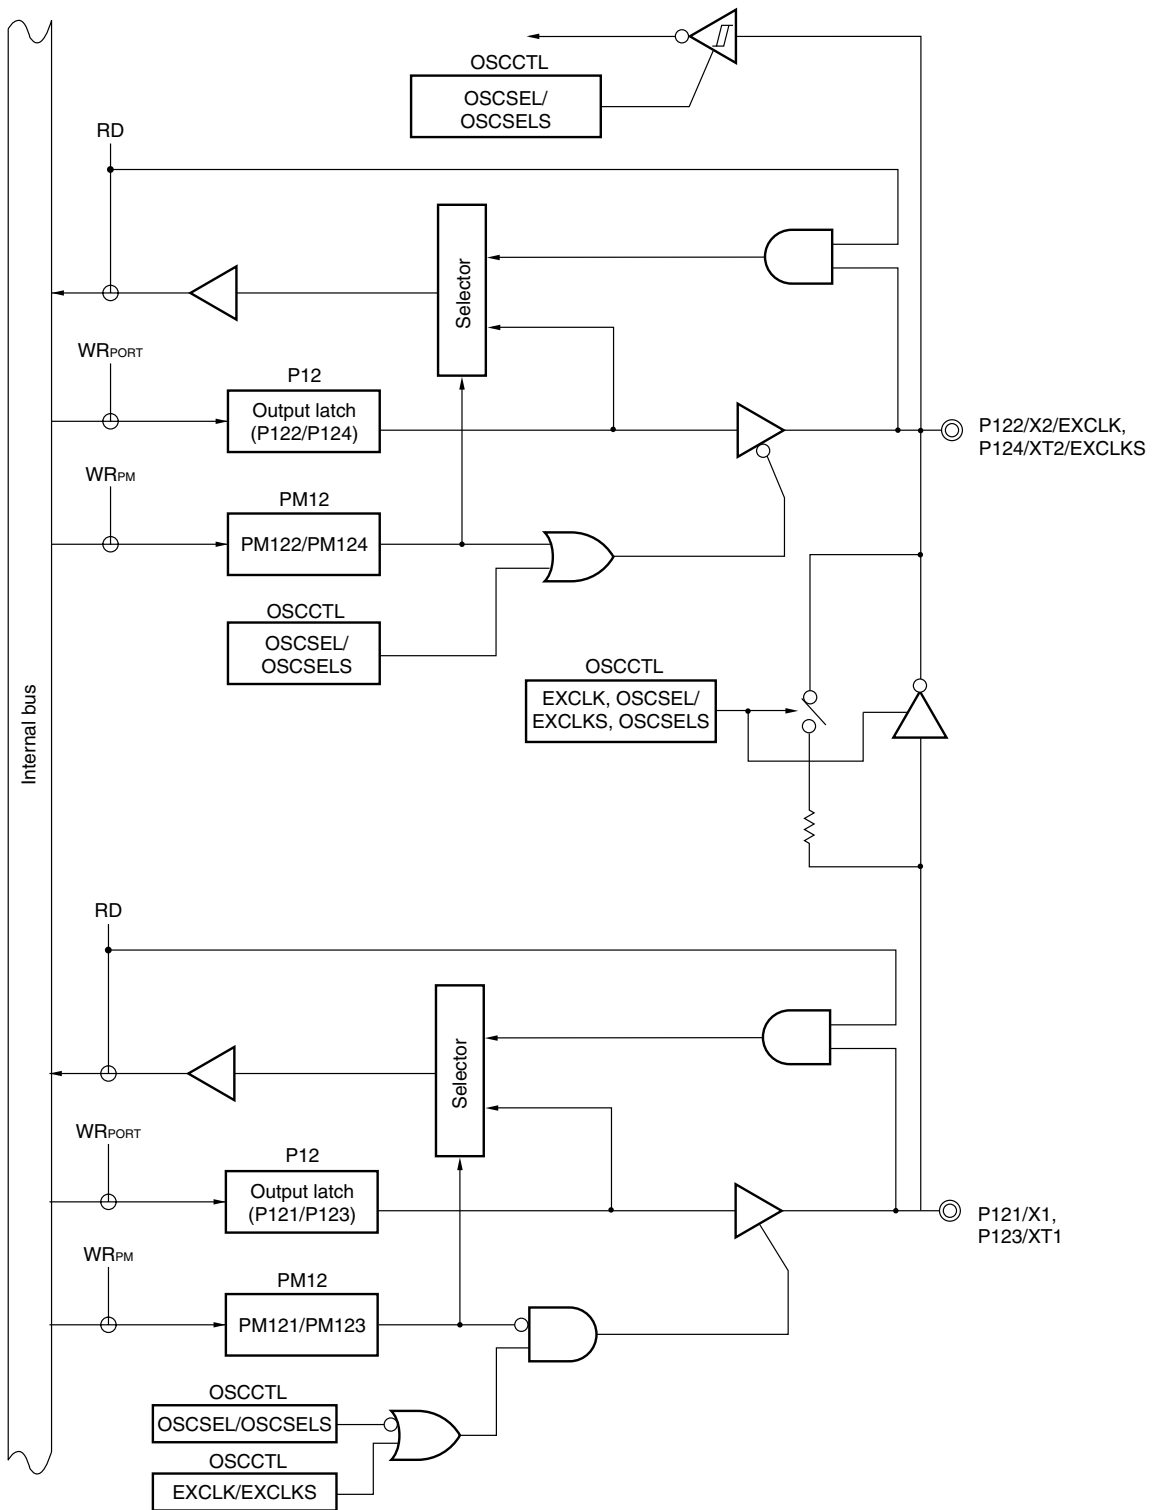 OSCCTL
OSCSEL/
OSCSELS
RD
Selector
WRPORT
P12
Output latch
(P122/P124)
P122/X2/EXCLK,
P124/XT2/EXCLKS
WRPM
PM12
PM122/PM124
OSCCTL
OSCSEL/
OSCSELS
OSCCTL
EXCLK, OSCSEL/
EXCLKS, OSCSELS
Internal bus
RD
Selector
WRPORT
P12
Output latch
(P121/P123)
P121/X1,
P123/XT1
WRPM
PM12
PM121/PM123
OSCCTL
OSCSEL/OSCSELS
OSCCTL
EXCLK/EXCLKS